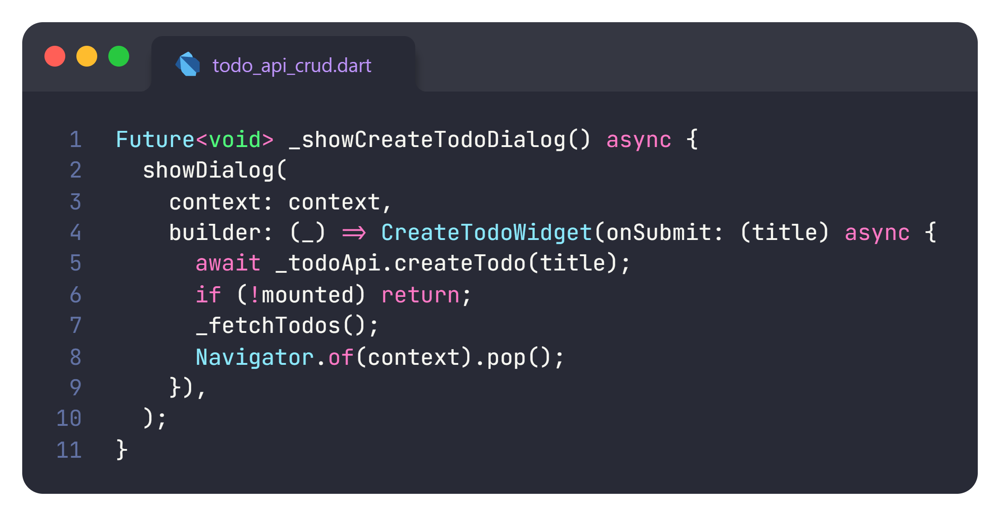 todo_api_crud.dart
1 Future<void> _showCreateTodoDialog() async {
2   showDialog(
3     context: context,
4     builder: (_) => CreateTodoWidget(onSubmit: (title) async {
5       await _todoApi.createTodo(title);
6       if (!mounted) return;
7       _fetchTodos();
8       Navigator.of(context).pop();
9     }),
10   );
11 }